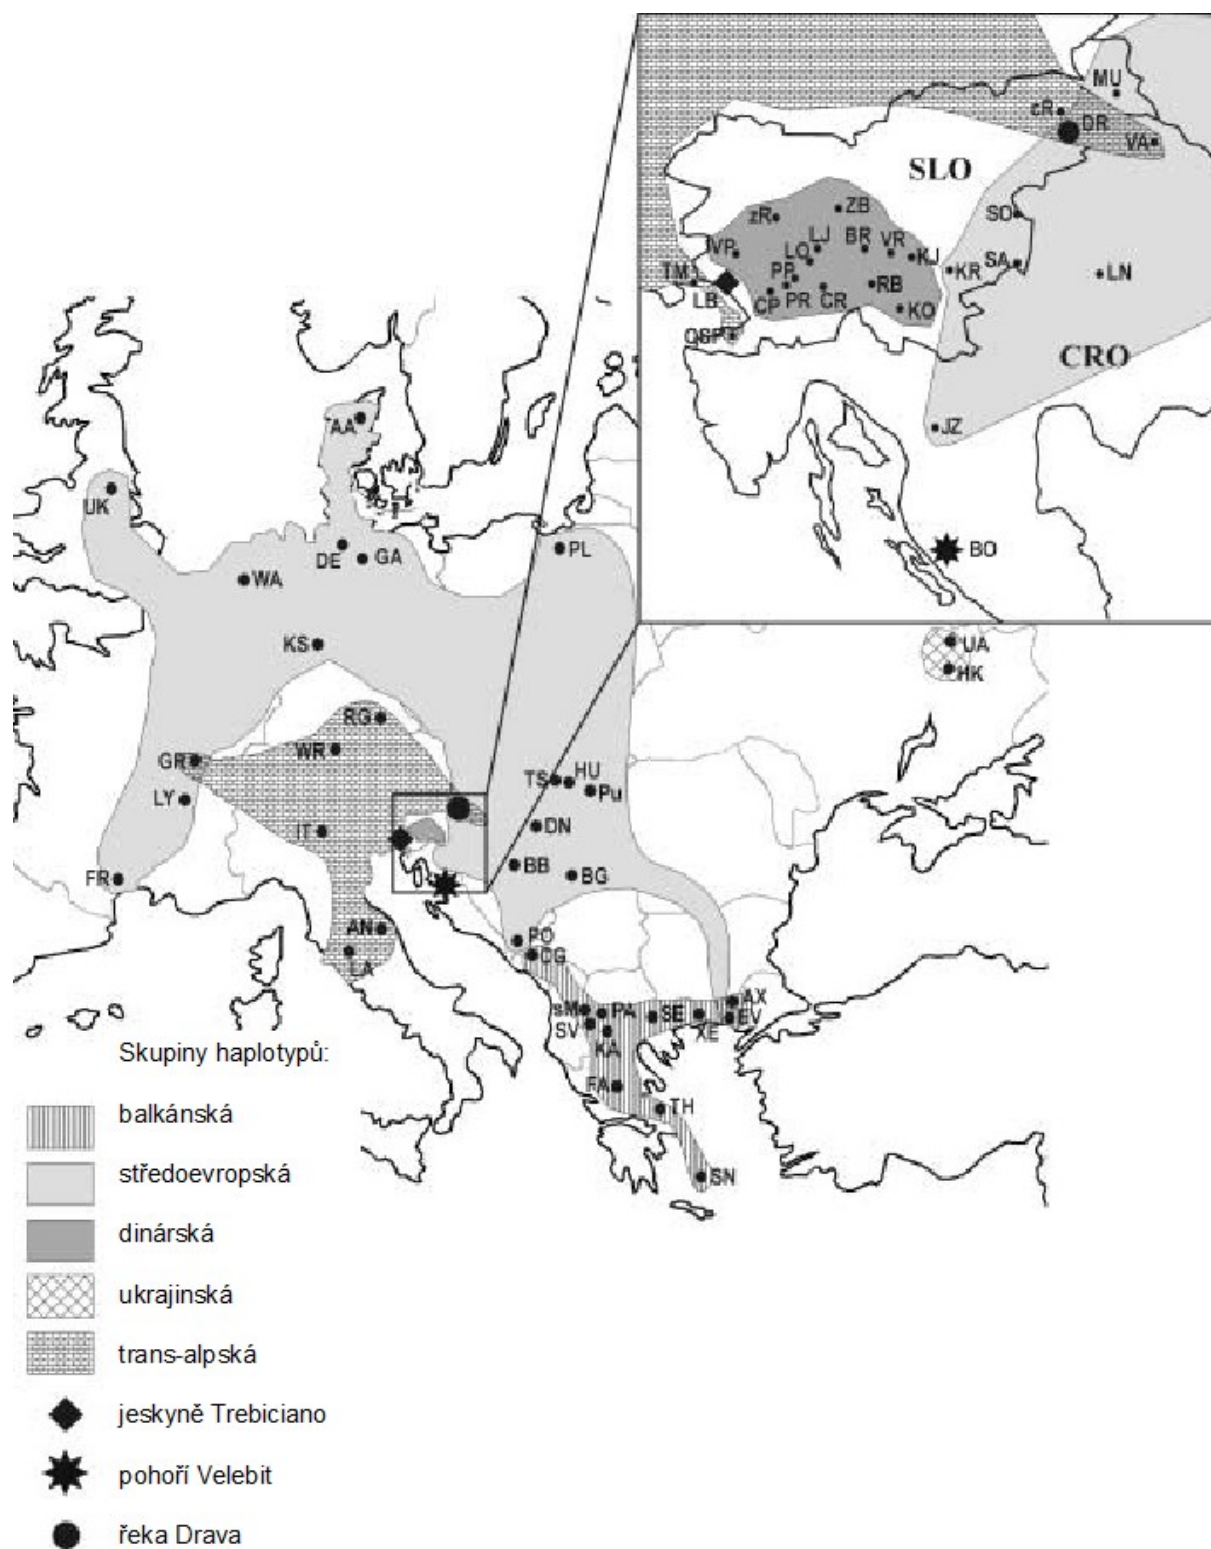 MU
čR
DR
VA
SLO
žR
ZB
SO
VP
LJ
BR
VR
LO
KJ
KR
SA
LN
TM
PP
RB
LB
CP
PR
GR
KO
OSP
CRO
JZ
BO
AA
UK
DE
GA
PL
WA
KS
UA
HK
RG
GR
WR
TS
HU
Pu
LY
IT
DN
BB
BG
FR
AN
PO
CG
LA
AX
sM
PA
SE
EV
SV
XE
KA
FA
TH
SN
Skupiny haplotypů:
balkánská
středoevropská
dinárská
ukrajinská
trans-alpská
jeskyně Trebiciano
pohoří Velebit
řeka Drava